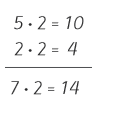 5 · 2 = 10
2 · 2 = 4
7 · 2 = 14